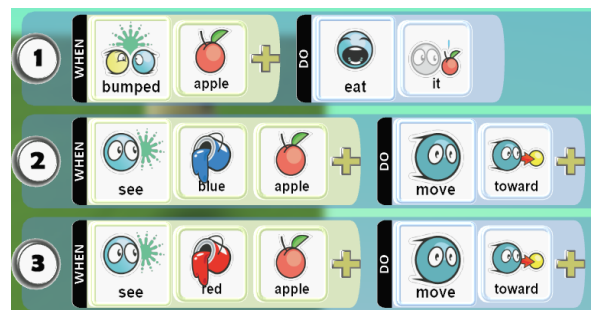 1 WHEN bumped apple DO eat it
2 WHEN see blue apple DO move toward
3 WHEN see red apple DO move toward